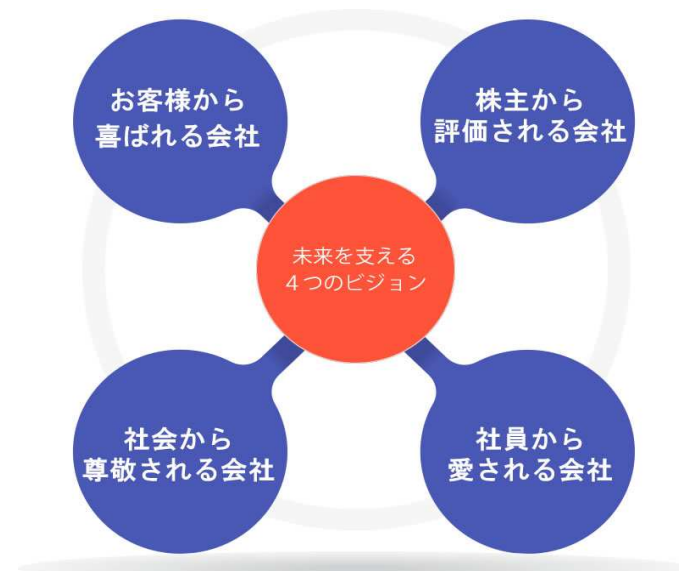 お客様から
喜ばれる会社
株主から
評価される会社
未来を支える
４つのビジョン
社会から
尊敬される会社
社員から
愛される会社